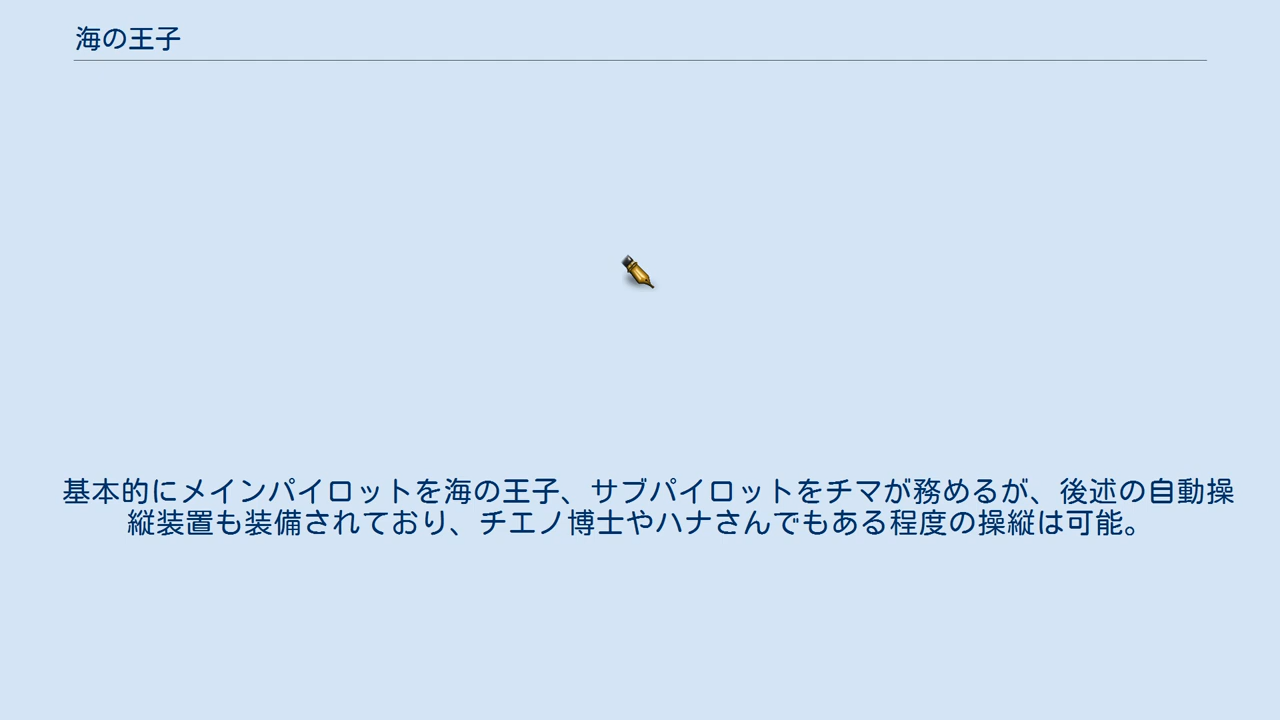 海の王子
基本的にメインパイロットを海の王子、サブパイロットをチマが務めるが、後述の自動操
縦装置も装備されており、チエノ博士やハナさんでもある程度の操縦は可能。